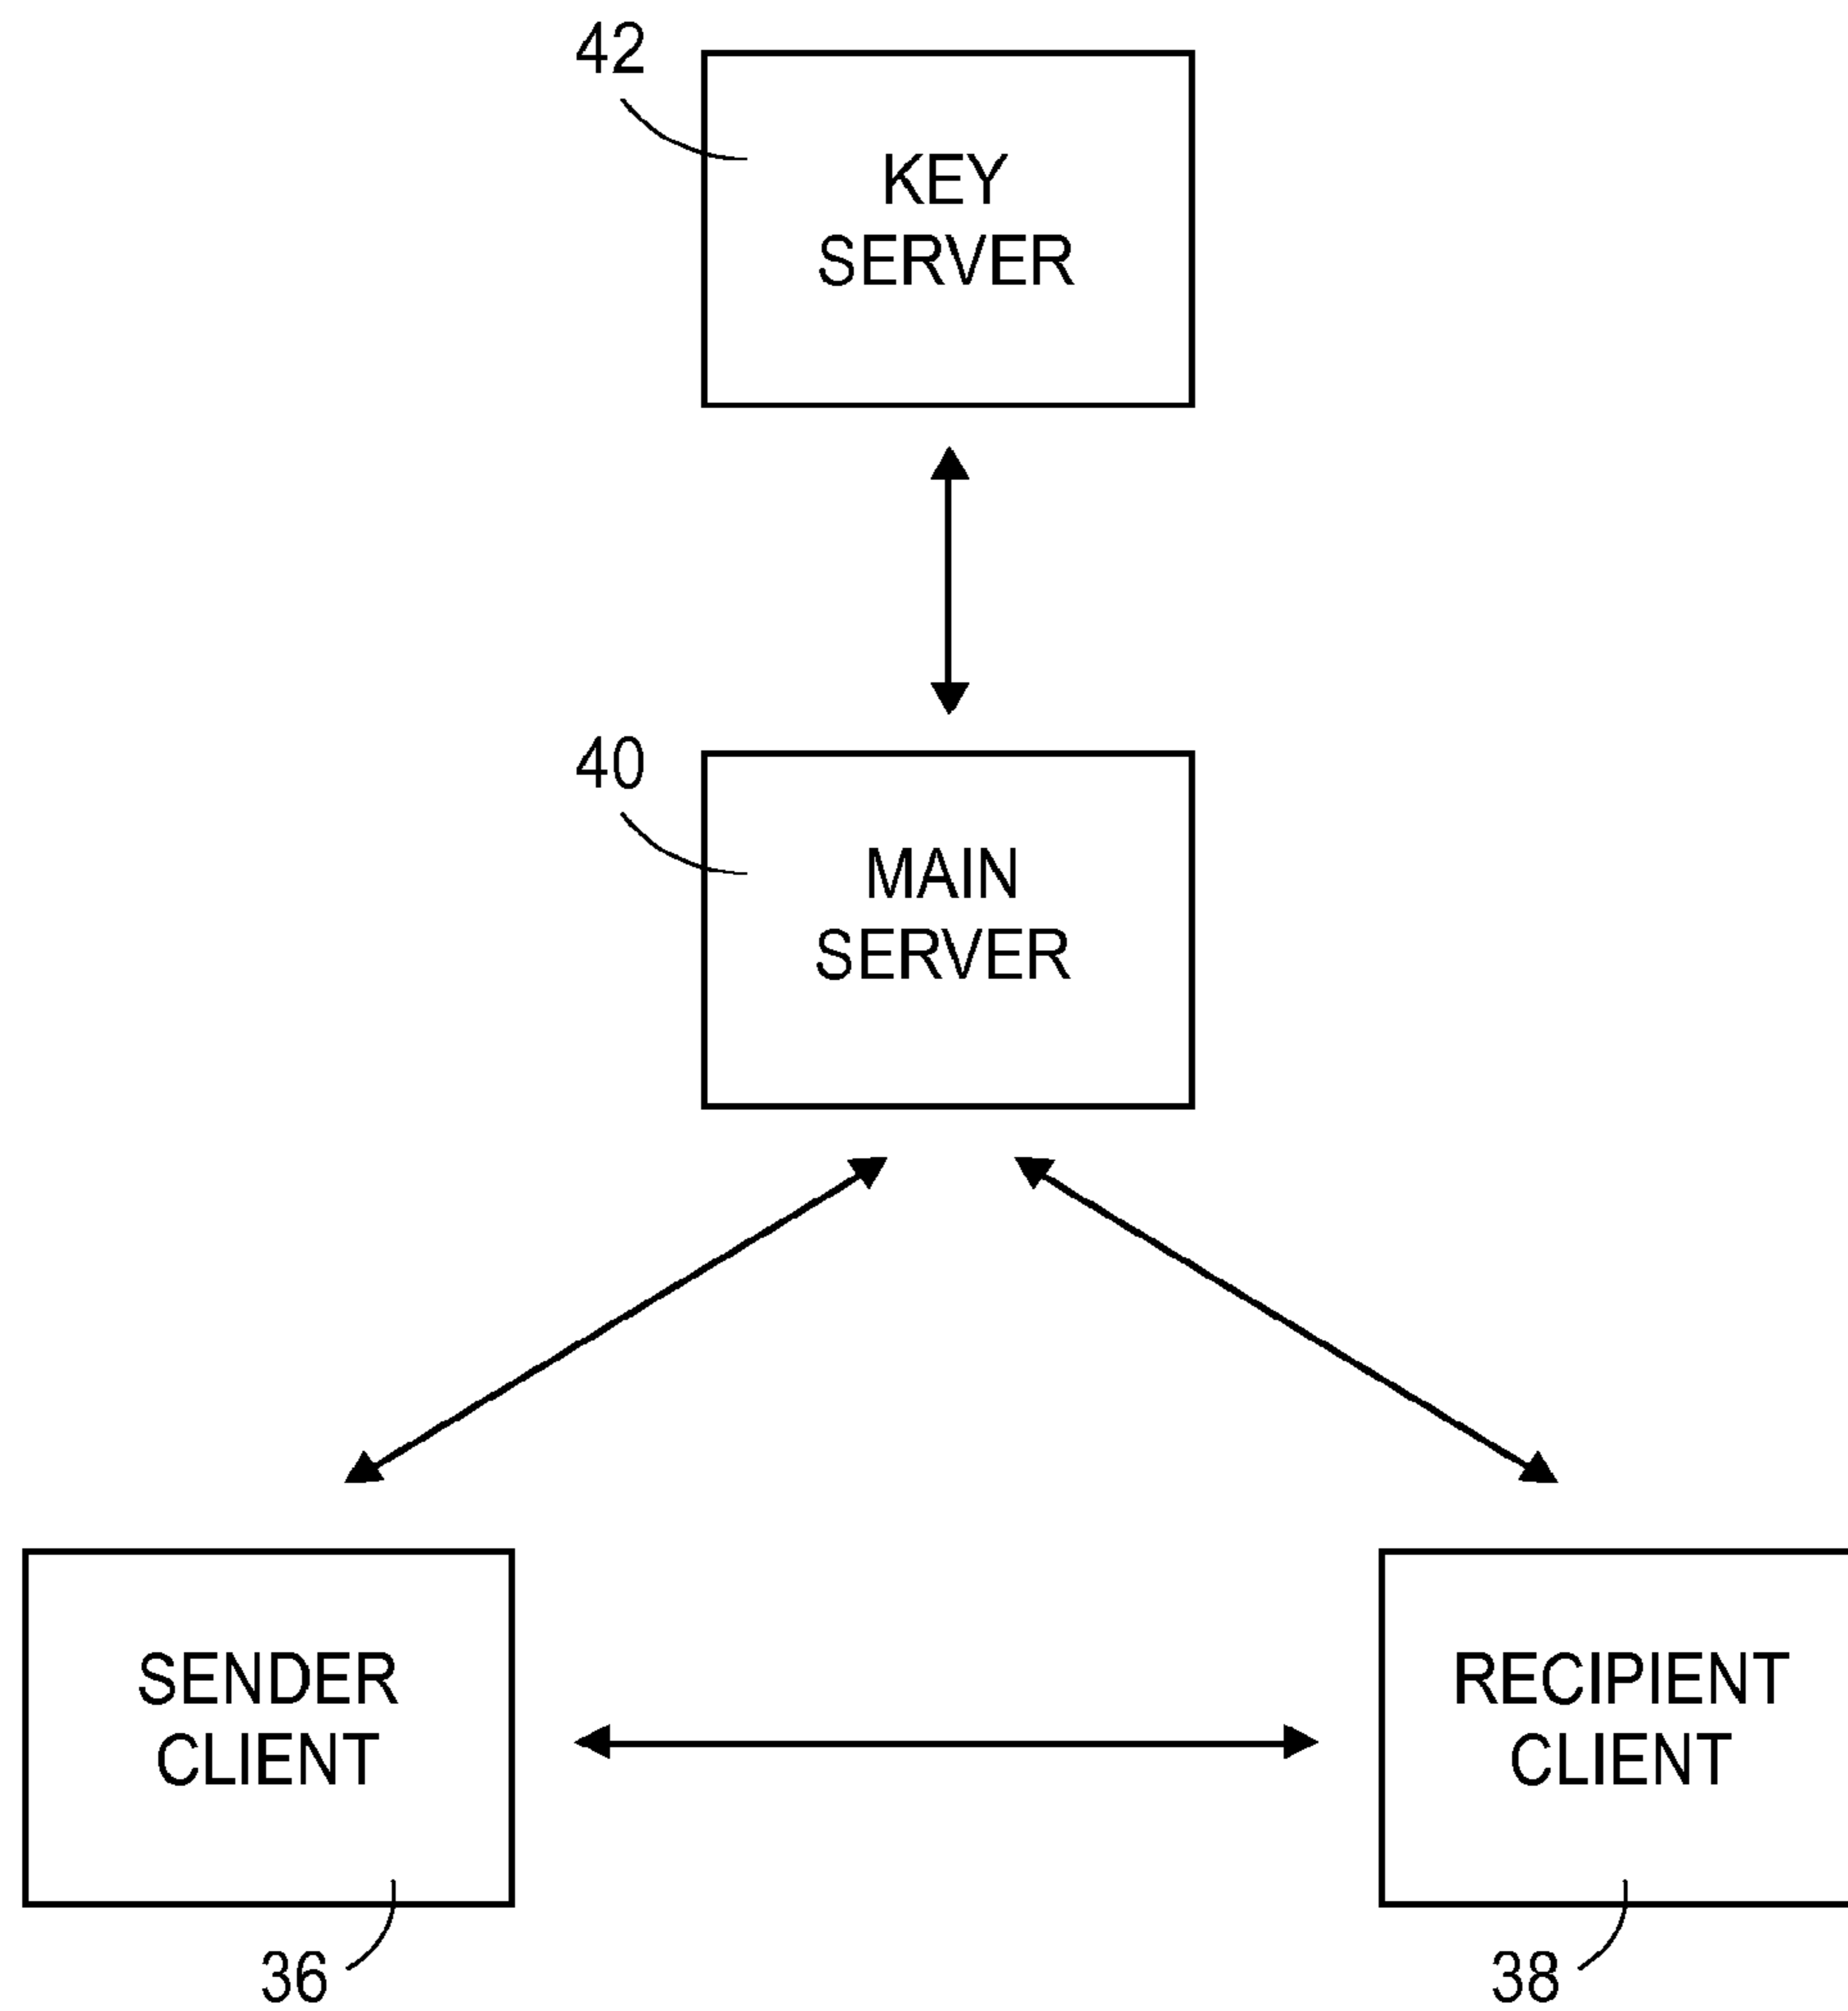 42
KEY
SERVER
40
MAIN
SERVER
SENDER
CLIENT
RECIPIENT
CLIENT
36
38